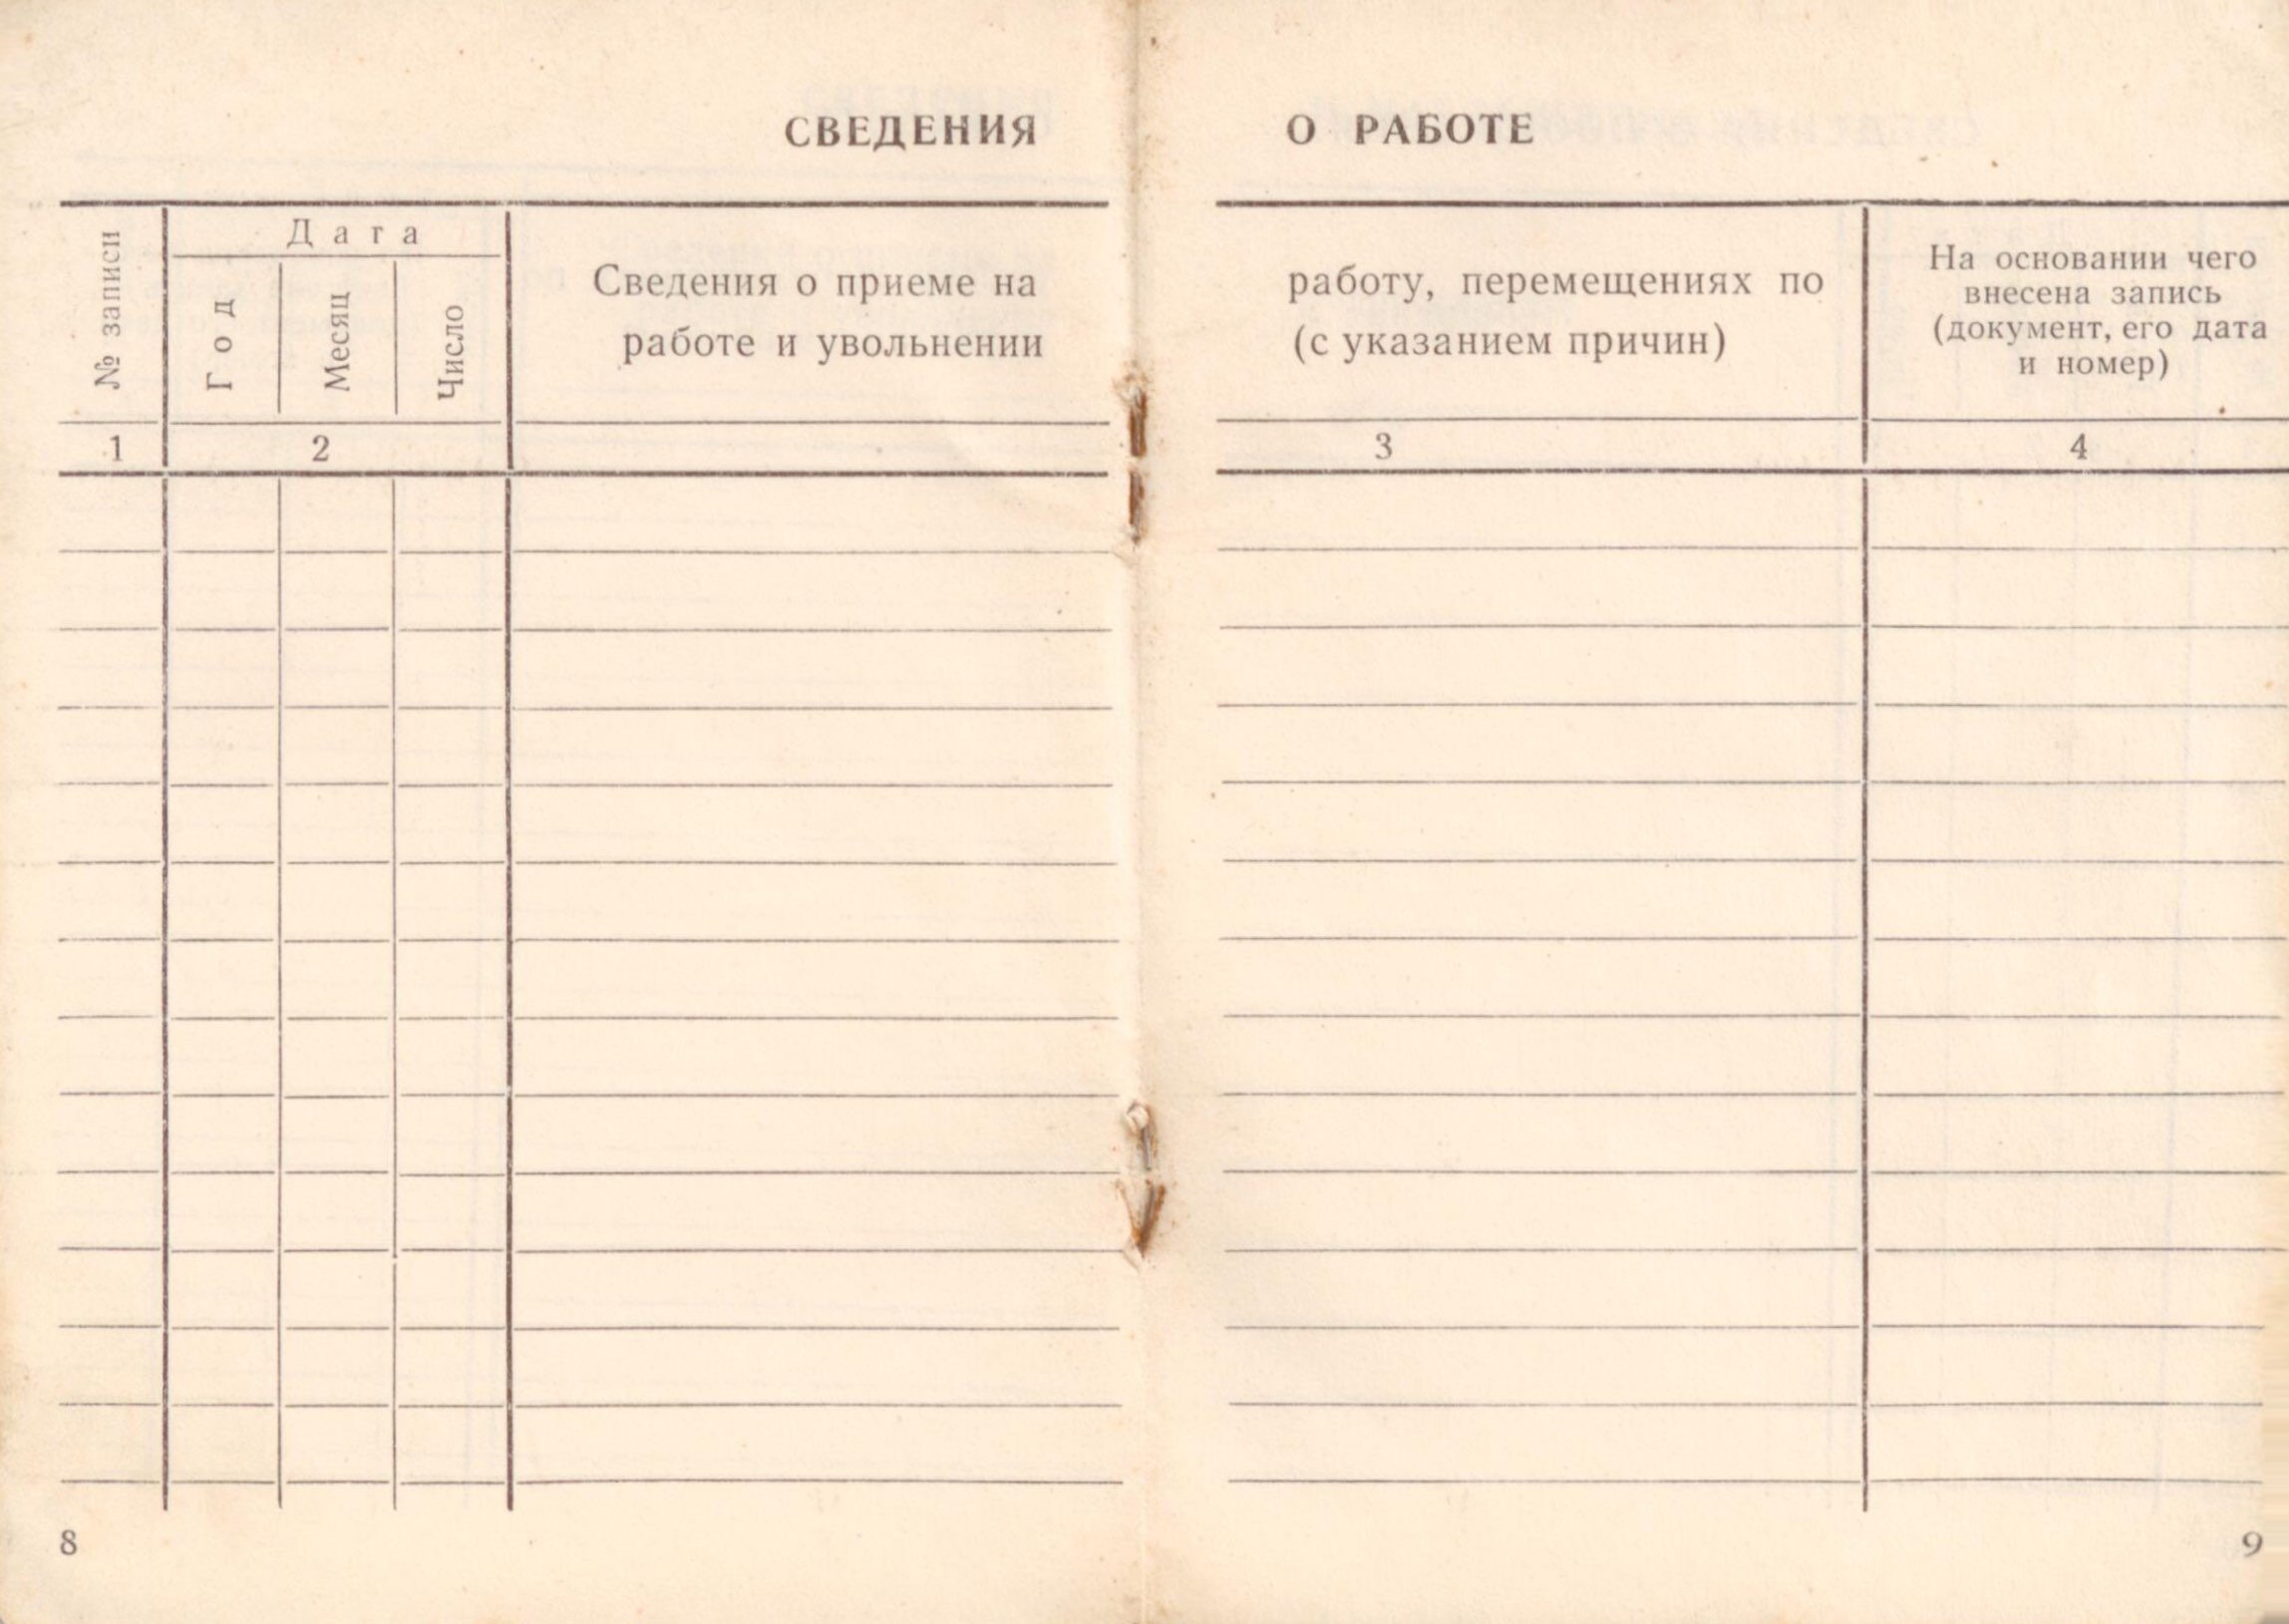 СВЕДЕНИЯ О РАБОТЕ
№ записи
Дата
Год
Месяц
Число
Сведения о приеме на работу, перемещениях по
работе и увольнении (с указанием причин)
На основании чего
внесена запись
(документ, его дата
и номер)
1 2 3 4
8 9